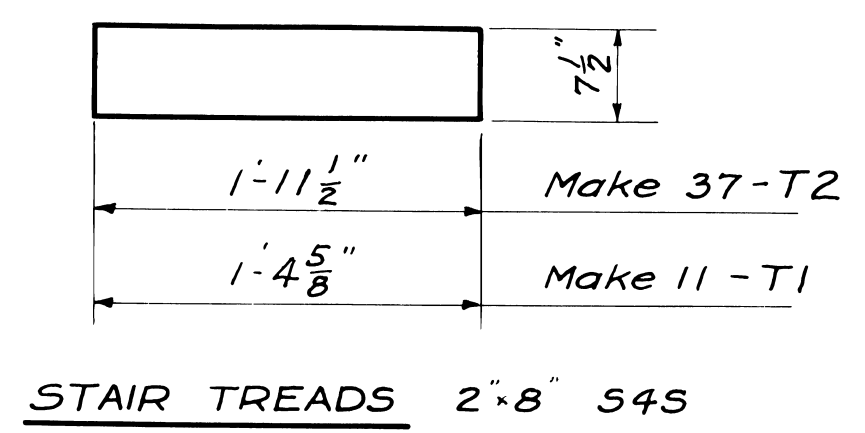 7 1/2"
1'-11 1/2" Make 37-T2
1'-4 5/8" Make 11-T1
STAIR TREADS 2"x8" S4S